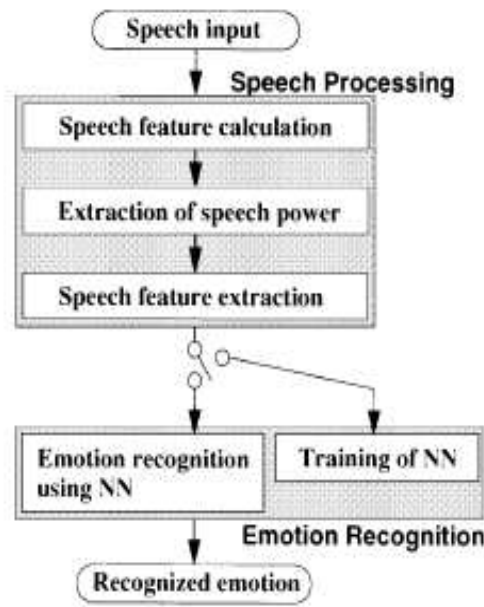 Speech input
Speech Processing
Speech feature calculation
Extraction of speech power
Speech feature extraction
Emotion recognition
using NN
Training of NN
Emotion Recognition
Recognized emotion